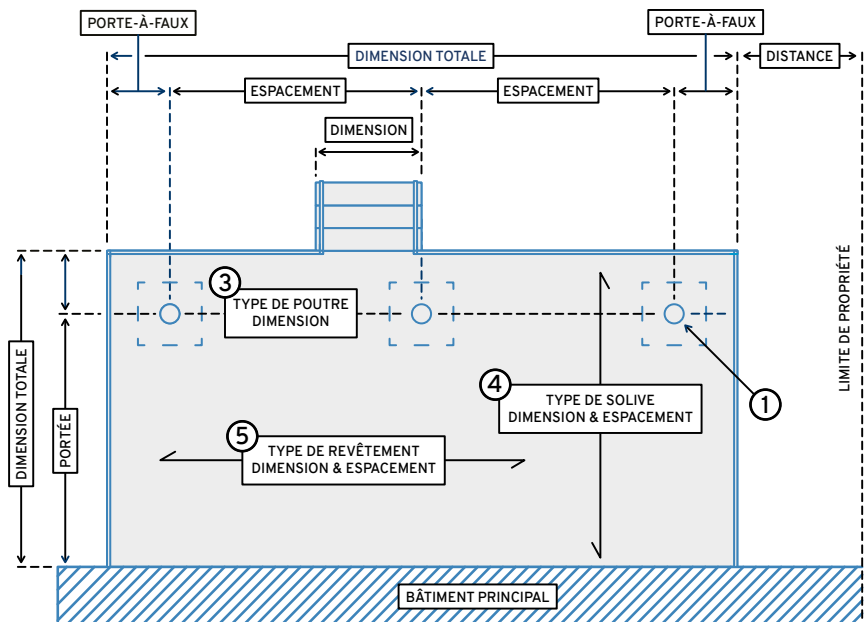 PORTE-À-FAUX
PORTE-À-FAUX
DIMENSION TOTALE
DISTANCE
ESPACEMENT
ESPACEMENT
DIMENSION
3
TYPE DE POUTRE
DIMENSION
LIMITE DE PROPRIÉTÉ
DIMENSION TOTALE
PORTÉE
4
TYPE DE SOLIVE
DIMENSION & ESPACEMENT
1
5
TYPE DE REVÊTEMENT
DIMENSION & ESPACEMENT
BÂTIMENT PRINCIPAL